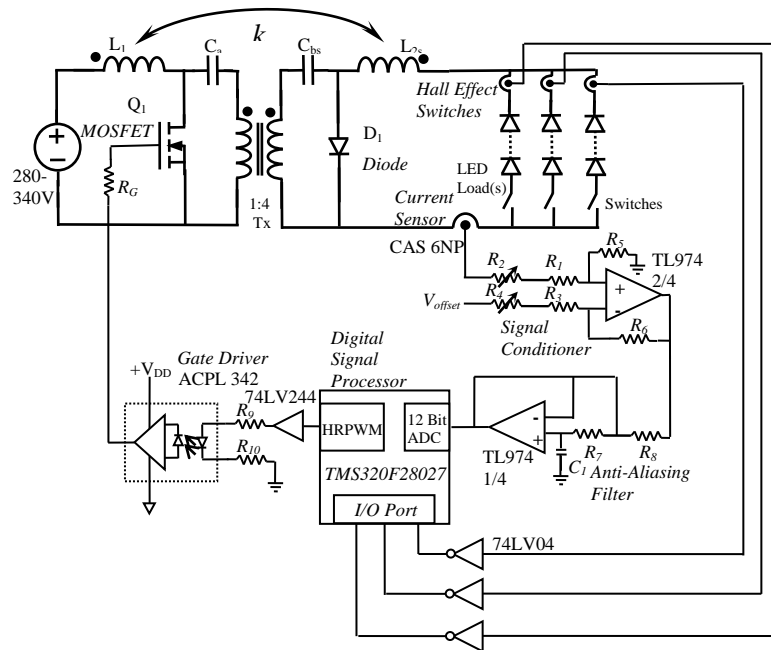 L1
k
Ca
Cbs
L2s
Hall Effect
Switches
Q1
MOSFET
D1
Diode
280-
340V
RG
1:4
Tx
LED
Load(s)
Switches
Current
Sensor
CAS 6NP
R2
R1
R5
TL974
2/4
R4
R3
Voffset
Signal
Conditioner
R6
Digital
Signal
Processor
Gate Driver
ACPL 342
+VDD
74LV244
R9
R10
HRPWM
12 Bit
ADC
TMS320F28027
I/O Port
TL974
1/4
R7
R8
C1
Anti-Aliasing
Filter
74LV04